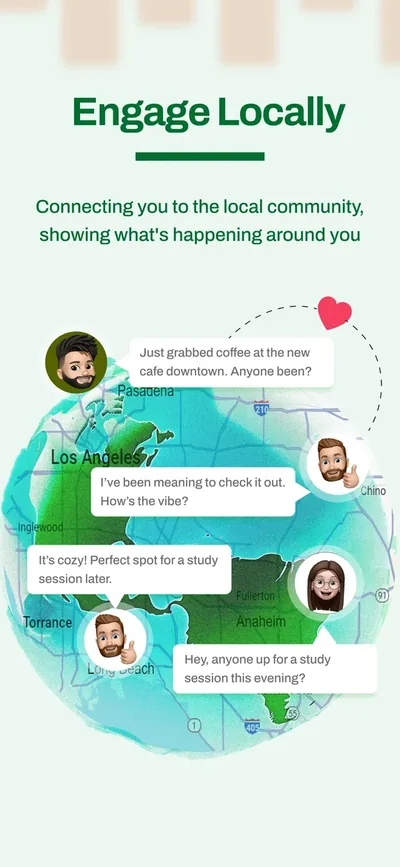 Engage Locally
Connecting you to the local community,
showing what's happening around you
Just grabbed coffee at the new
cafe downtown. Anyone been?
Pasadena
210
Los Angeles
I've been meaning to check it out.
How's the vibe?
Chino
Inglewood
It's cozy! Perfect spot for a study
session later.
Fullerton
91
Torrance
Anaheim
Long Beach
Hey, anyone up for a study
session this evening?
55
1
405